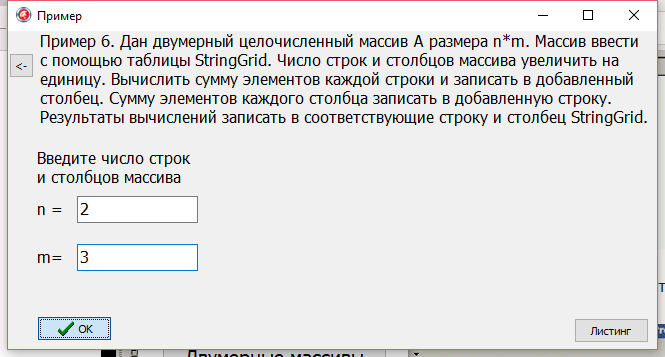 Пример
Пример 6. Дан двумерный целочисленный массив A размера n*m. Массив ввести
<-
с помощью таблицы StringGrid. Число строк и столбцов массива увеличить на
единицу. Вычислить сумму элементов каждой строки и записать в добавленный
столбец. Сумму элементов каждого столбца записать в добавленную строку.
Результаты вычислений записать в соответствующие строку и столбец StringGrid.
Введите число строк
и столбцов массива
n = 2
m= 3
OK
Листинг
Двумерные массивы